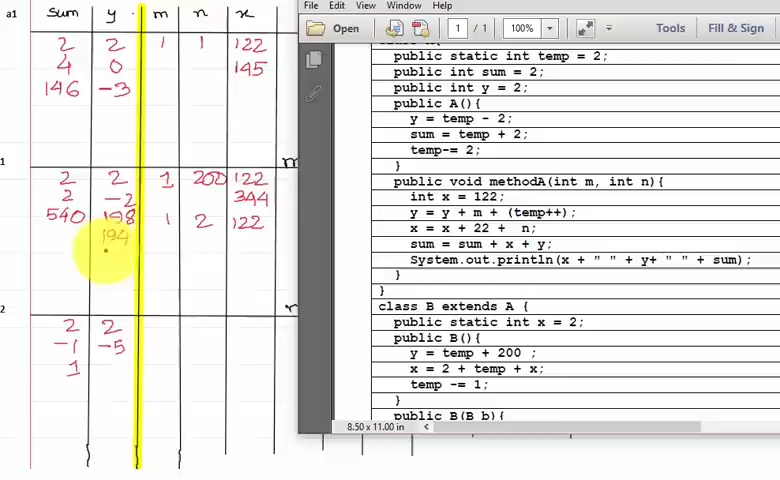 a1 sum y m n x
2 2 1 1 122
4 0 145
146 -3
1 m
2 2 1 200 122
2 -2 344
540 198 1 2 122
194
2
2 2
-1 -5
1
File Edit View Window Help
Open 1 / 1 100% Tools Fill & Sign
public static int temp = 2;
public int sum = 2;
public int y = 2;
public A(){
y = temp - 2;
sum = temp + 2;
temp-= 2;
}
public void methodA(int m, int n){
int x = 122;
y = y + m + (temp++);
x = x + 22 + n;
sum = sum + x + y;
System.out.println(x + " " + y+ " " + sum);
}
}
class B extends A {
public static int x = 2;
public B(){
y = temp + 200 ;
x = 2 + temp + x;
temp -= 1;
}
public B(B b){
8.50 x 11.00 in